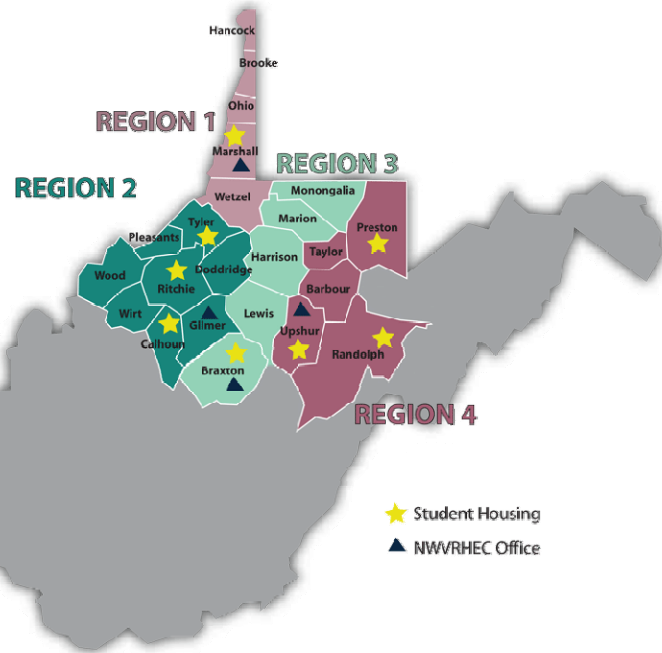 Hancock
Brooke
Ohio
REGION 1
Marshall
REGION 3
REGION 2
Monongalia
Wetzel
Marion
Tyler
Preston
Pleasants
Harrison
Taylor
Wood
Doddridge
Ritchie
Barbour
Wirt
Lewis
Gilmer
Upshur
Calhoun
Randolph
Braxton
REGION 4
Student Housing
NWVRHEC Office